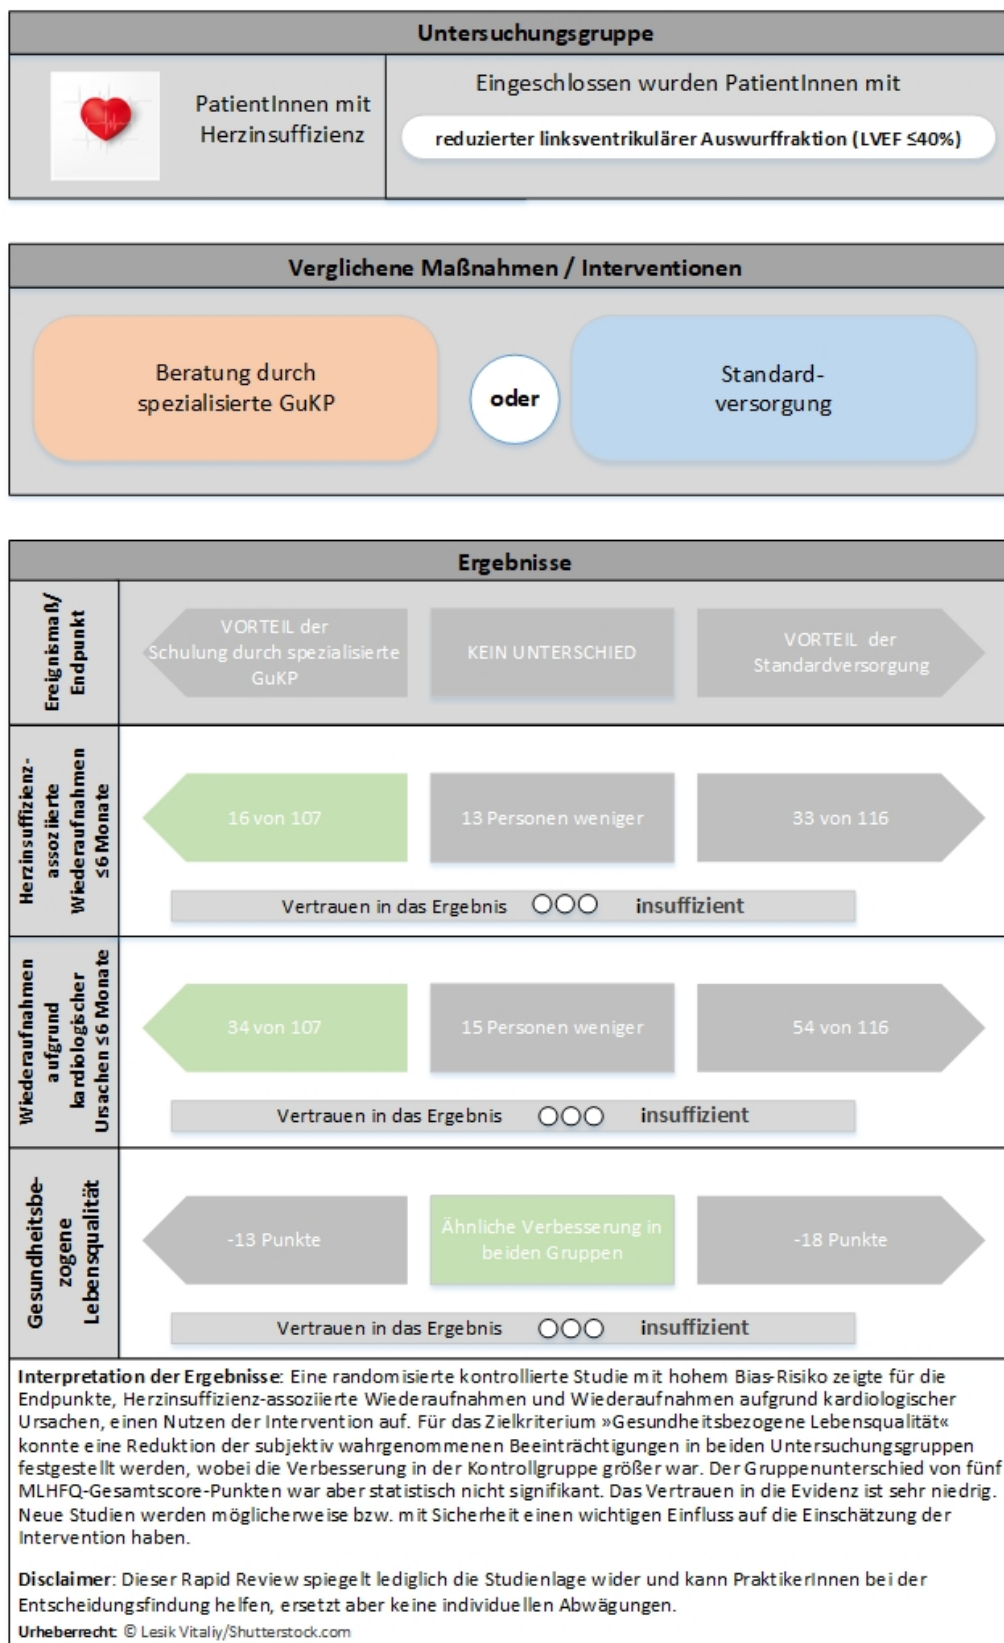 Untersuchungsgruppe
PatientInnen mit
Herzinsuffizienz
Eingeschlossen wurden PatientInnen mit
reduzierter linksventrikulärer Auswurffraktion (LVEF ≤40%)
Verglichene Maßnahmen / Interventionen
Beratung durch
spezialisierte GuKP
oder
Standard-
versorgung
Ergebnisse
Ereignismaß/
Endpunkt
VORTEIL der
Schulung durch spezialisierte
GuKP
KEIN UNTERSCHIED
VORTEIL der
Standardversorgung
Herzinsuffizienz-
assoziierte
Wiederaufnahmen
≤6 Monate
16 von 107
13 Personen weniger
33 von 116
Vertrauen in das Ergebnis insuffizient
Wiederaufnahmen
aufgrund
kardiologischer
Ursachen ≤6 Monate
34 von 107
15 Personen weniger
54 von 116
Vertrauen in das Ergebnis insuffizient
Gesundheitsbe-
zogene
Lebensqualität
-13 Punkte
Ähnliche Verbesserung in
beiden Gruppen
-18 Punkte
Vertrauen in das Ergebnis insuffizient
Interpretation der Ergebnisse: Eine randomisierte kontrollierte Studie mit hohem Bias-Risiko zeigte für die
Endpunkte, Herzinsuffizienz-assoziierte Wiederaufnahmen und Wiederaufnahmen aufgrund kardiologischer
Ursachen, einen Nutzen der Intervention auf. Für das Zielkriterium »Gesundheitsbezogene Lebensqualität«
konnte eine Reduktion der subjektiv wahrgenommenen Beeinträchtigungen in beiden Untersuchungsgruppen
festgestellt werden, wobei die Verbesserung in der Kontrollgruppe größer war. Der Gruppenunterschied von fünf
MLHFQ-Gesamtscore-Punkten war aber statistisch nicht signifikant. Das Vertrauen in die Evidenz ist sehr niedrig.
Neue Studien werden möglicherweise bzw. mit Sicherheit einen wichtigen Einfluss auf die Einschätzung der
Intervention haben.
Disclaimer: Dieser Rapid Review spiegelt lediglich die Studienlage wider und kann PraktikerInnen bei der
Entscheidungsfindung helfen, ersetzt aber keine individuellen Abwägungen.
Urheberrecht: © Lesik Vitaliy/Shutterstock.com